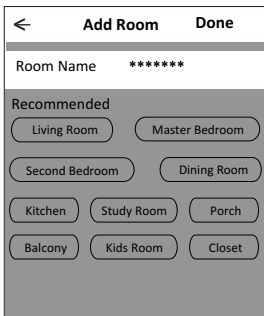 ← Add Room Done
Room Name *******
Recommended
Living Room Master Bedroom
Second Bedroom Dining Room
Kitchen Study Room Porch
Balcony Kids Room Closet